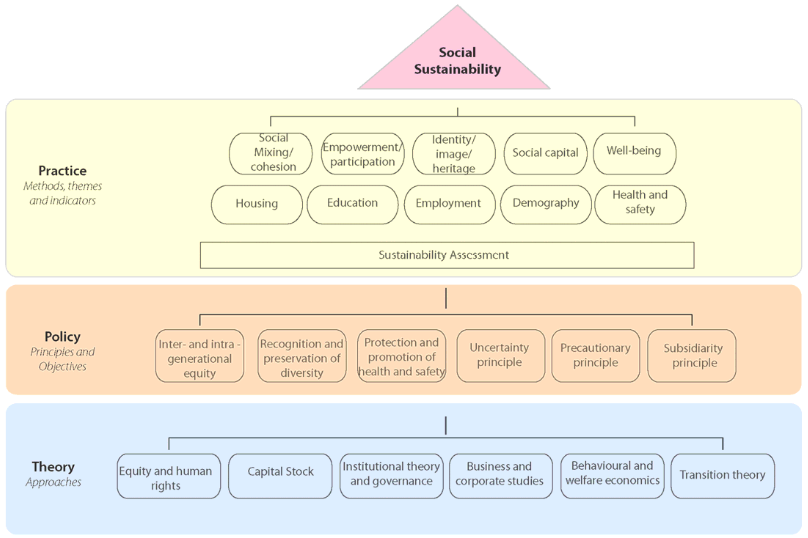 Social
Sustainability
Practice
Methods, themes
and indicators
Social
Mixing/
cohesion
Empowerment/
participation
Identity/
image/
heritage
Social capital
Well-being
Housing
Education
Employment
Demography
Health and
safety
Sustainability Assessment
Policy
Principles and
Objectives
Inter- and intra -
generational
equity
Recognition and
preservation of
diversity
Protection and
promotion of
health and safety
Uncertainty
principle
Precautionary
principle
Subsidiarity
principle
Theory
Approaches
Equity and human
rights
Capital Stock
Institutional theory
and governance
Business and
corporate studies
Behavioural and
welfare economics
Transition theory